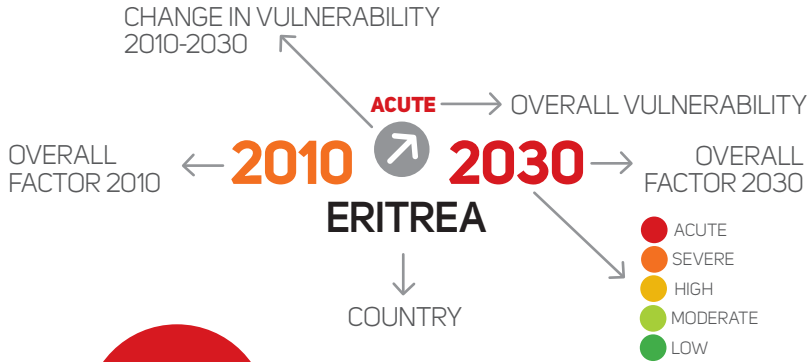 CHANGE IN VULNERABILITY
2010-2030
ACUTE
OVERALL VULNERABILITY
OVERALL
FACTOR 2010
2010
2030
OVERALL
FACTOR 2030
ERITREA
COUNTRY
ACUTE
SEVERE
HIGH
MODERATE
LOW